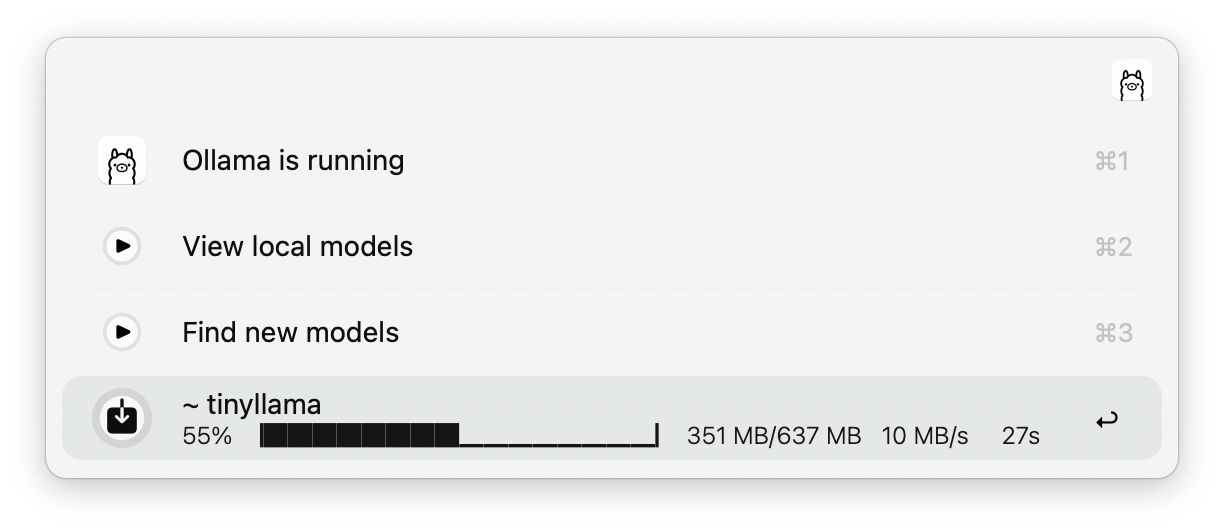 Ollama is running ⌘1
View local models ⌘2
Find new models ⌘3
~ tinyllama
55% 351 MB/637 MB 10 MB/s 27s